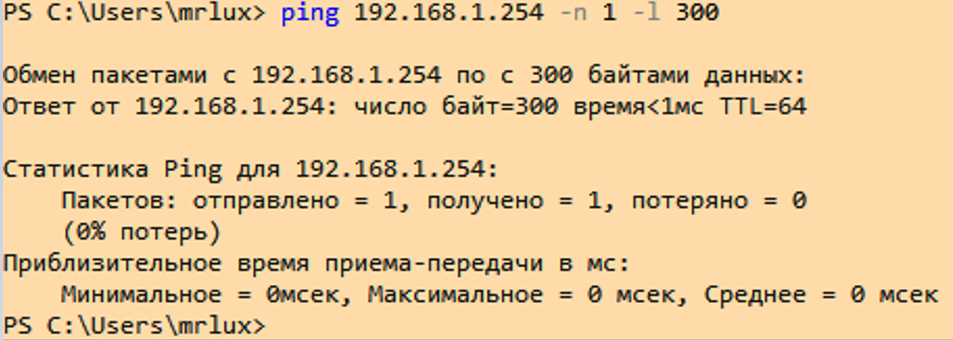 PS C:\Users\mrlux> ping 192.168.1.254 -n 1 -l 300
Обмен пакетами с 192.168.1.254 по с 300 байтами данных:
Ответ от 192.168.1.254: число байт=300 время<1мс TTL=64
Статистика Ping для 192.168.1.254:
Пакетов: отправлено = 1, получено = 1, потеряно = 0
(0% потерь)
Приблизительное время приема-передачи в мс:
Минимальное = 0мсек, Максимальное = 0 мсек, Среднее = 0 мсек
PS C:\Users\mrlux>